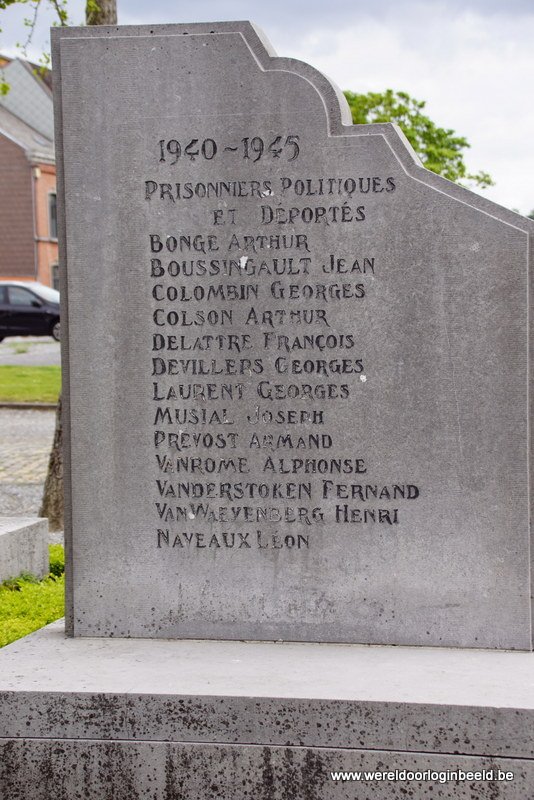 1940 ~ 1945
PRISONNIERS POLITIQUES
ET DÉPORTÉS
BONGE ARTHUR
BOUSSINGAULT JEAN
COLOMBIN GEORGES
COLSON ARTHUR
DELATTRE FRANÇOIS
DEVILLERS GEORGES
LAURENT GEORGES
MUSIAL JOSEPH
PRÉVOST ARMAND
VANROME ALPHONSE
VANDERSTOKEN FERNAND
VANWAEYENBERG HENRI
NAVEAUX LÉON
www.wereldoorloginbeeld.be